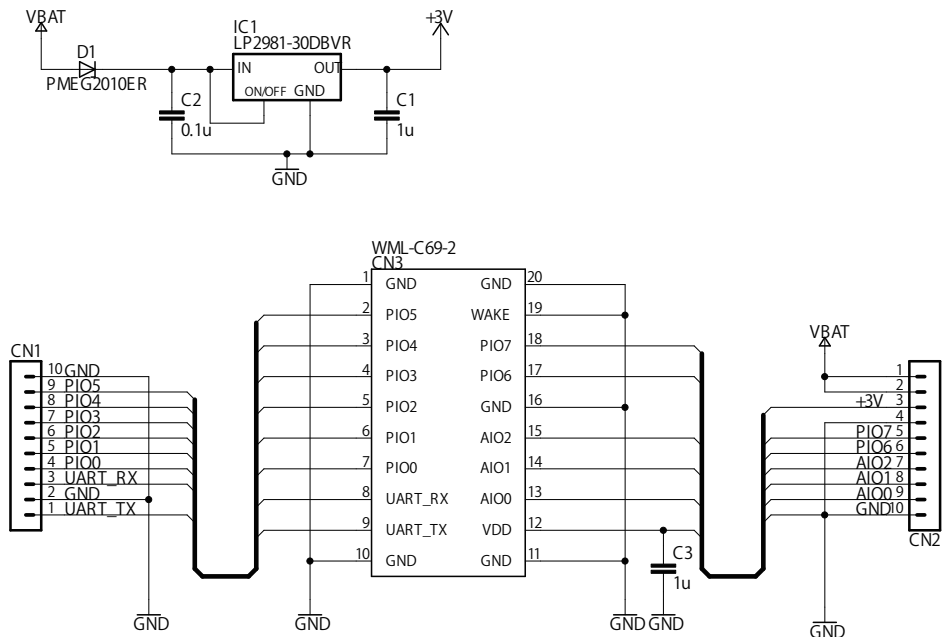 VBAT
D1
PMEG2010ER
C2
0.1u
IC1
LP2981-30DBVR
IN
OUT
ON/OFF
GND
C1
1u
+3V
GND
WML-C69-2
CN3
1 GND
2 PIO5
3 PIO4
4 PIO3
5 PIO2
6 PIO1
7 PIO0
8 UART_RX
9 UART_TX
10 GND
GND 20
WAKE 19
PIO7 18
PIO6 17
GND 16
AIO2 15
AIO1 14
AIO0 13
VDD 12
GND 11
CN1
10 GND
9 PIO5
8 PIO4
7 PIO3
6 PIO2
5 PIO1
4 PIO0
3 UART_RX
2 GND
1 UART_TX
VBAT
1
2
+3V 3
4
PIO7 5
PIO6 6
AIO2 7
AIO1 8
AIO0 9
GND 10
CN2
C3
1u
GND
GND
GND
GND
GND